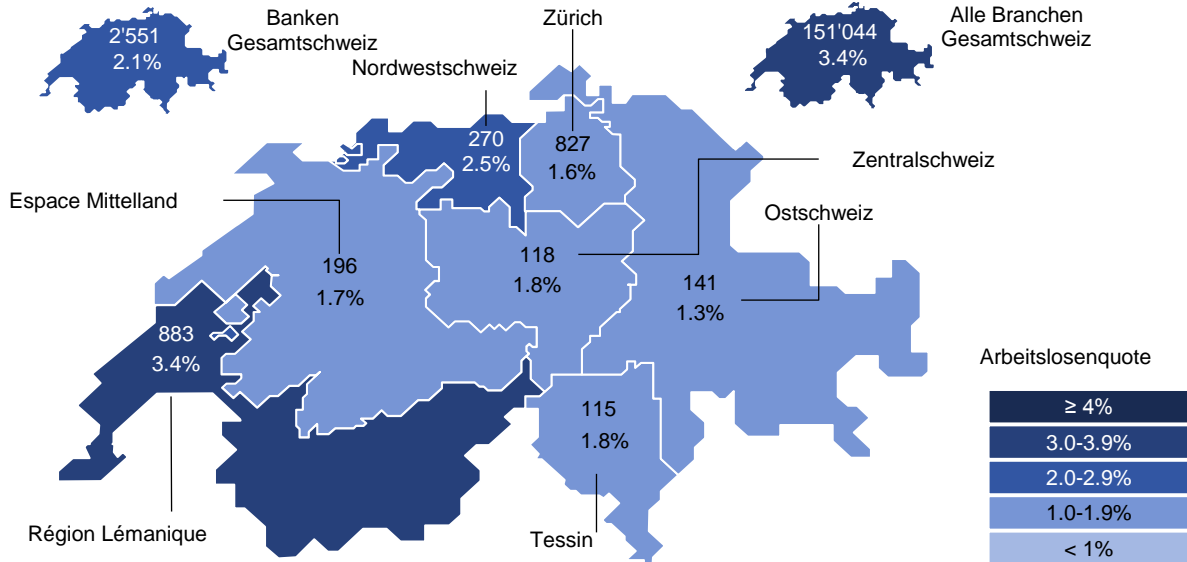 Banken
Gesamtschweiz
2'551
2.1%
Zürich
Alle Branchen
Gesamtschweiz
151'044
3.4%
Nordwestschweiz
270
2.5%
827
1.6%
Zentralschweiz
Espace Mittelland
Ostschweiz
196
1.7%
118
1.8%
141
1.3%
883
3.4%
115
1.8%
Région Lémanique
Tessin
Arbeitslosenquote
≥ 4%
3.0-3.9%
2.0-2.9%
1.0-1.9%
< 1%